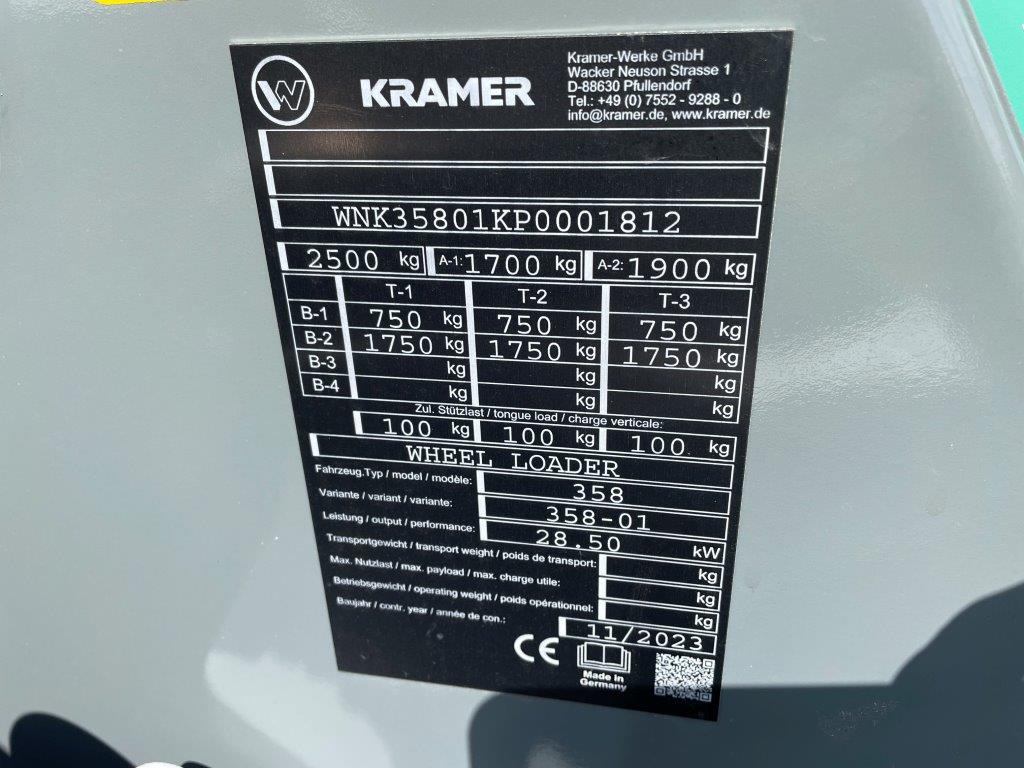 W KRAMER
Kramer-Werke GmbH
Wacker Neuson Strasse 1
D-88630 Pfullendorf
Tel.: +49 (0) 7552 - 9288 - 0
info@kramer.de, www.kramer.de
WNK35801KP0001812
2500 kg A-1: 1700 kg A-2: 1900 kg
T-1 T-2 T-3
B-1 750 kg 750 kg 750 kg
B-2 1750 kg 1750 kg 1750 kg
B-3 kg kg kg
B-4 kg kg kg
Zul. Stützlast / tongue load / charge verticale:
100 kg 100 kg 100 kg
WHEEL LOADER
Fahrzeug.Typ / model / modèle: 358
Variante / variant / variante: 358-01
Leistung / output / performance: 28.50 kW
Transportgewicht / transport weight / poids de transport: kg
Max. Nutzlast / max. payload / max. charge utile: kg
Betriebsgewicht / operating weight / poids opérationnel: kg
Baujahr / contr. year / année de con.: 11/2023
CE
Made in
Germany